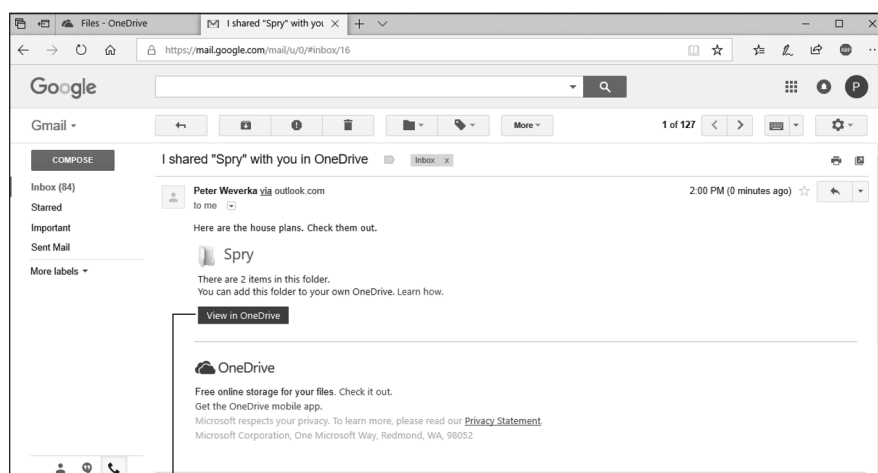 Files - OneDrive
I shared "Spry" with you
https://mail.google.com/mail/u/0/#inbox/16
ABP
Google
P
Gmail
More
1 of 127
COMPOSE
I shared "Spry" with you in OneDrive
Inbox x
Inbox (84)
Starred
Important
Sent Mail
More labels
Peter Weverka via outlook.com
2:00 PM (0 minutes ago)
to me
Here are the house plans. Check them out.
Spry
There are 2 items in this folder.
You can add this folder to your own OneDrive. Learn how.
View in OneDrive
OneDrive
Free online storage for your files. Check it out.
Get the OneDrive mobile app.
Microsoft respects your privacy. To learn more, please read our Privacy Statement.
Microsoft Corporation, One Microsoft Way, Redmond, WA, 98052